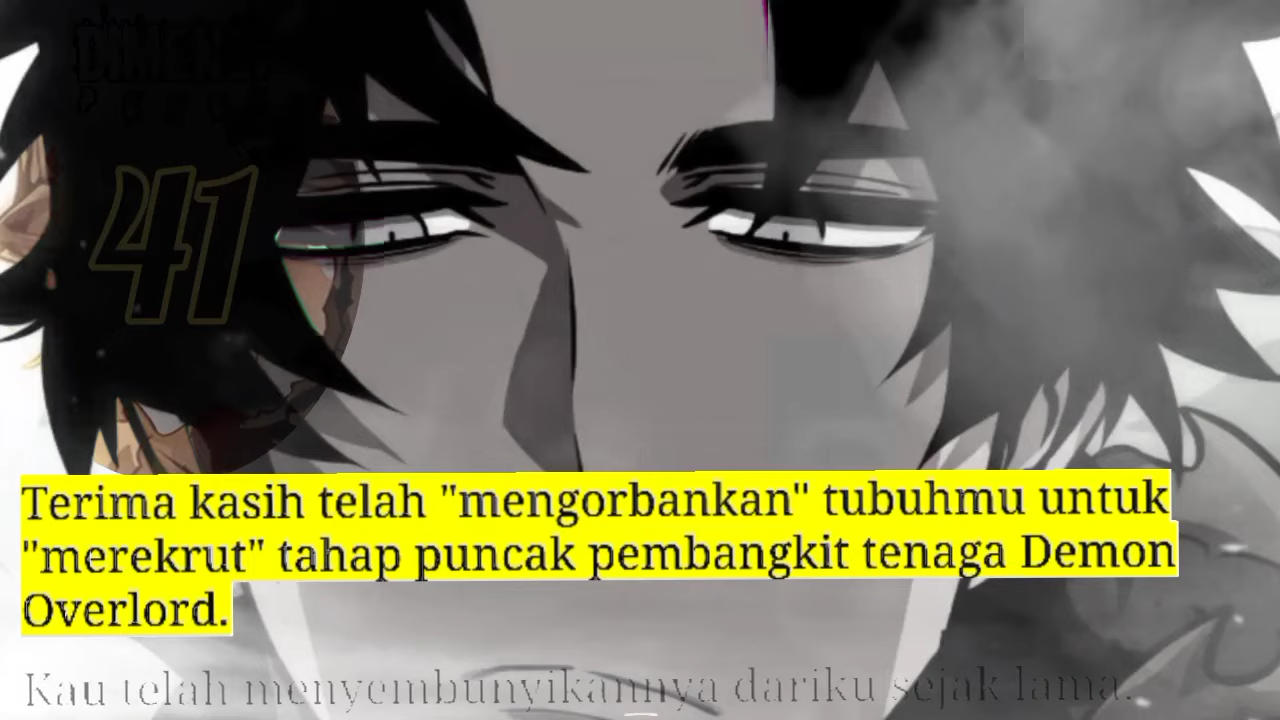 41
Terima kasih telah "mengorbankan" tubuhmu untuk
"merekrut" tahap puncak pembangkit tenaga Demon
Overlord.
Kau telah menyembunyikannya dariku sejak lama.